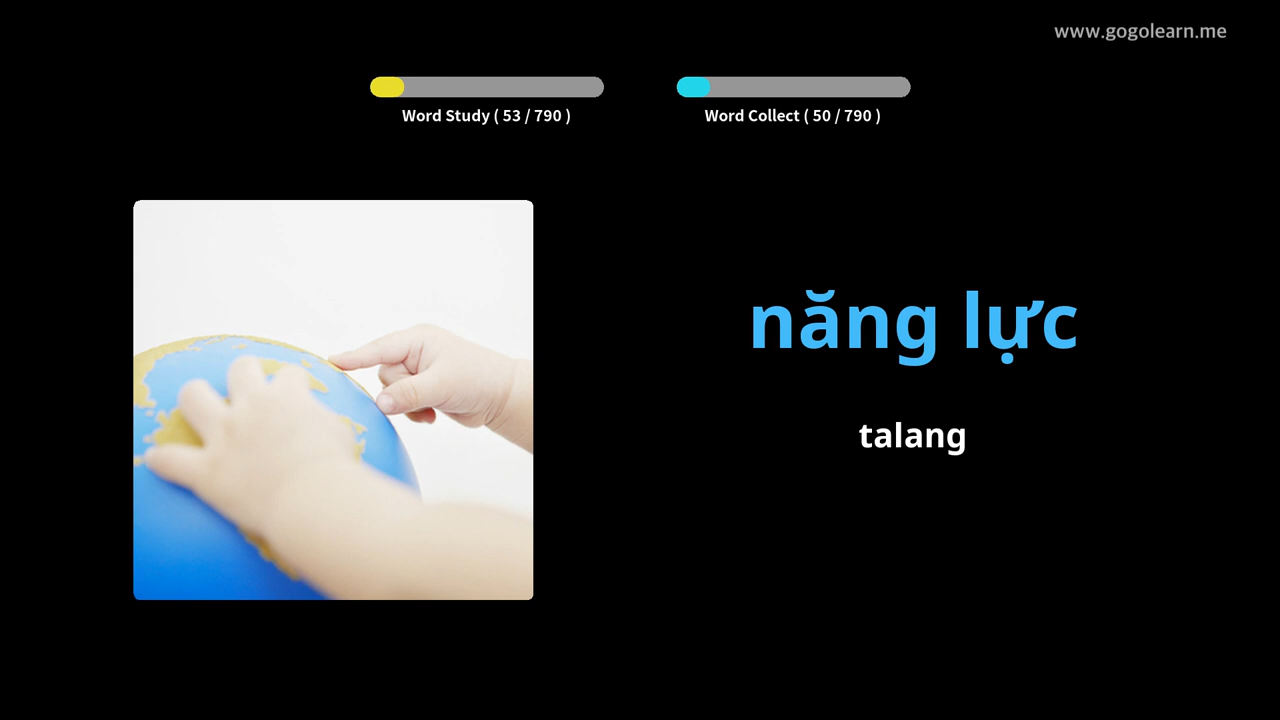 www.gogolearn.me
Word Study ( 53 / 790 )
Word Collect ( 50 / 790 )
năng lực
talang